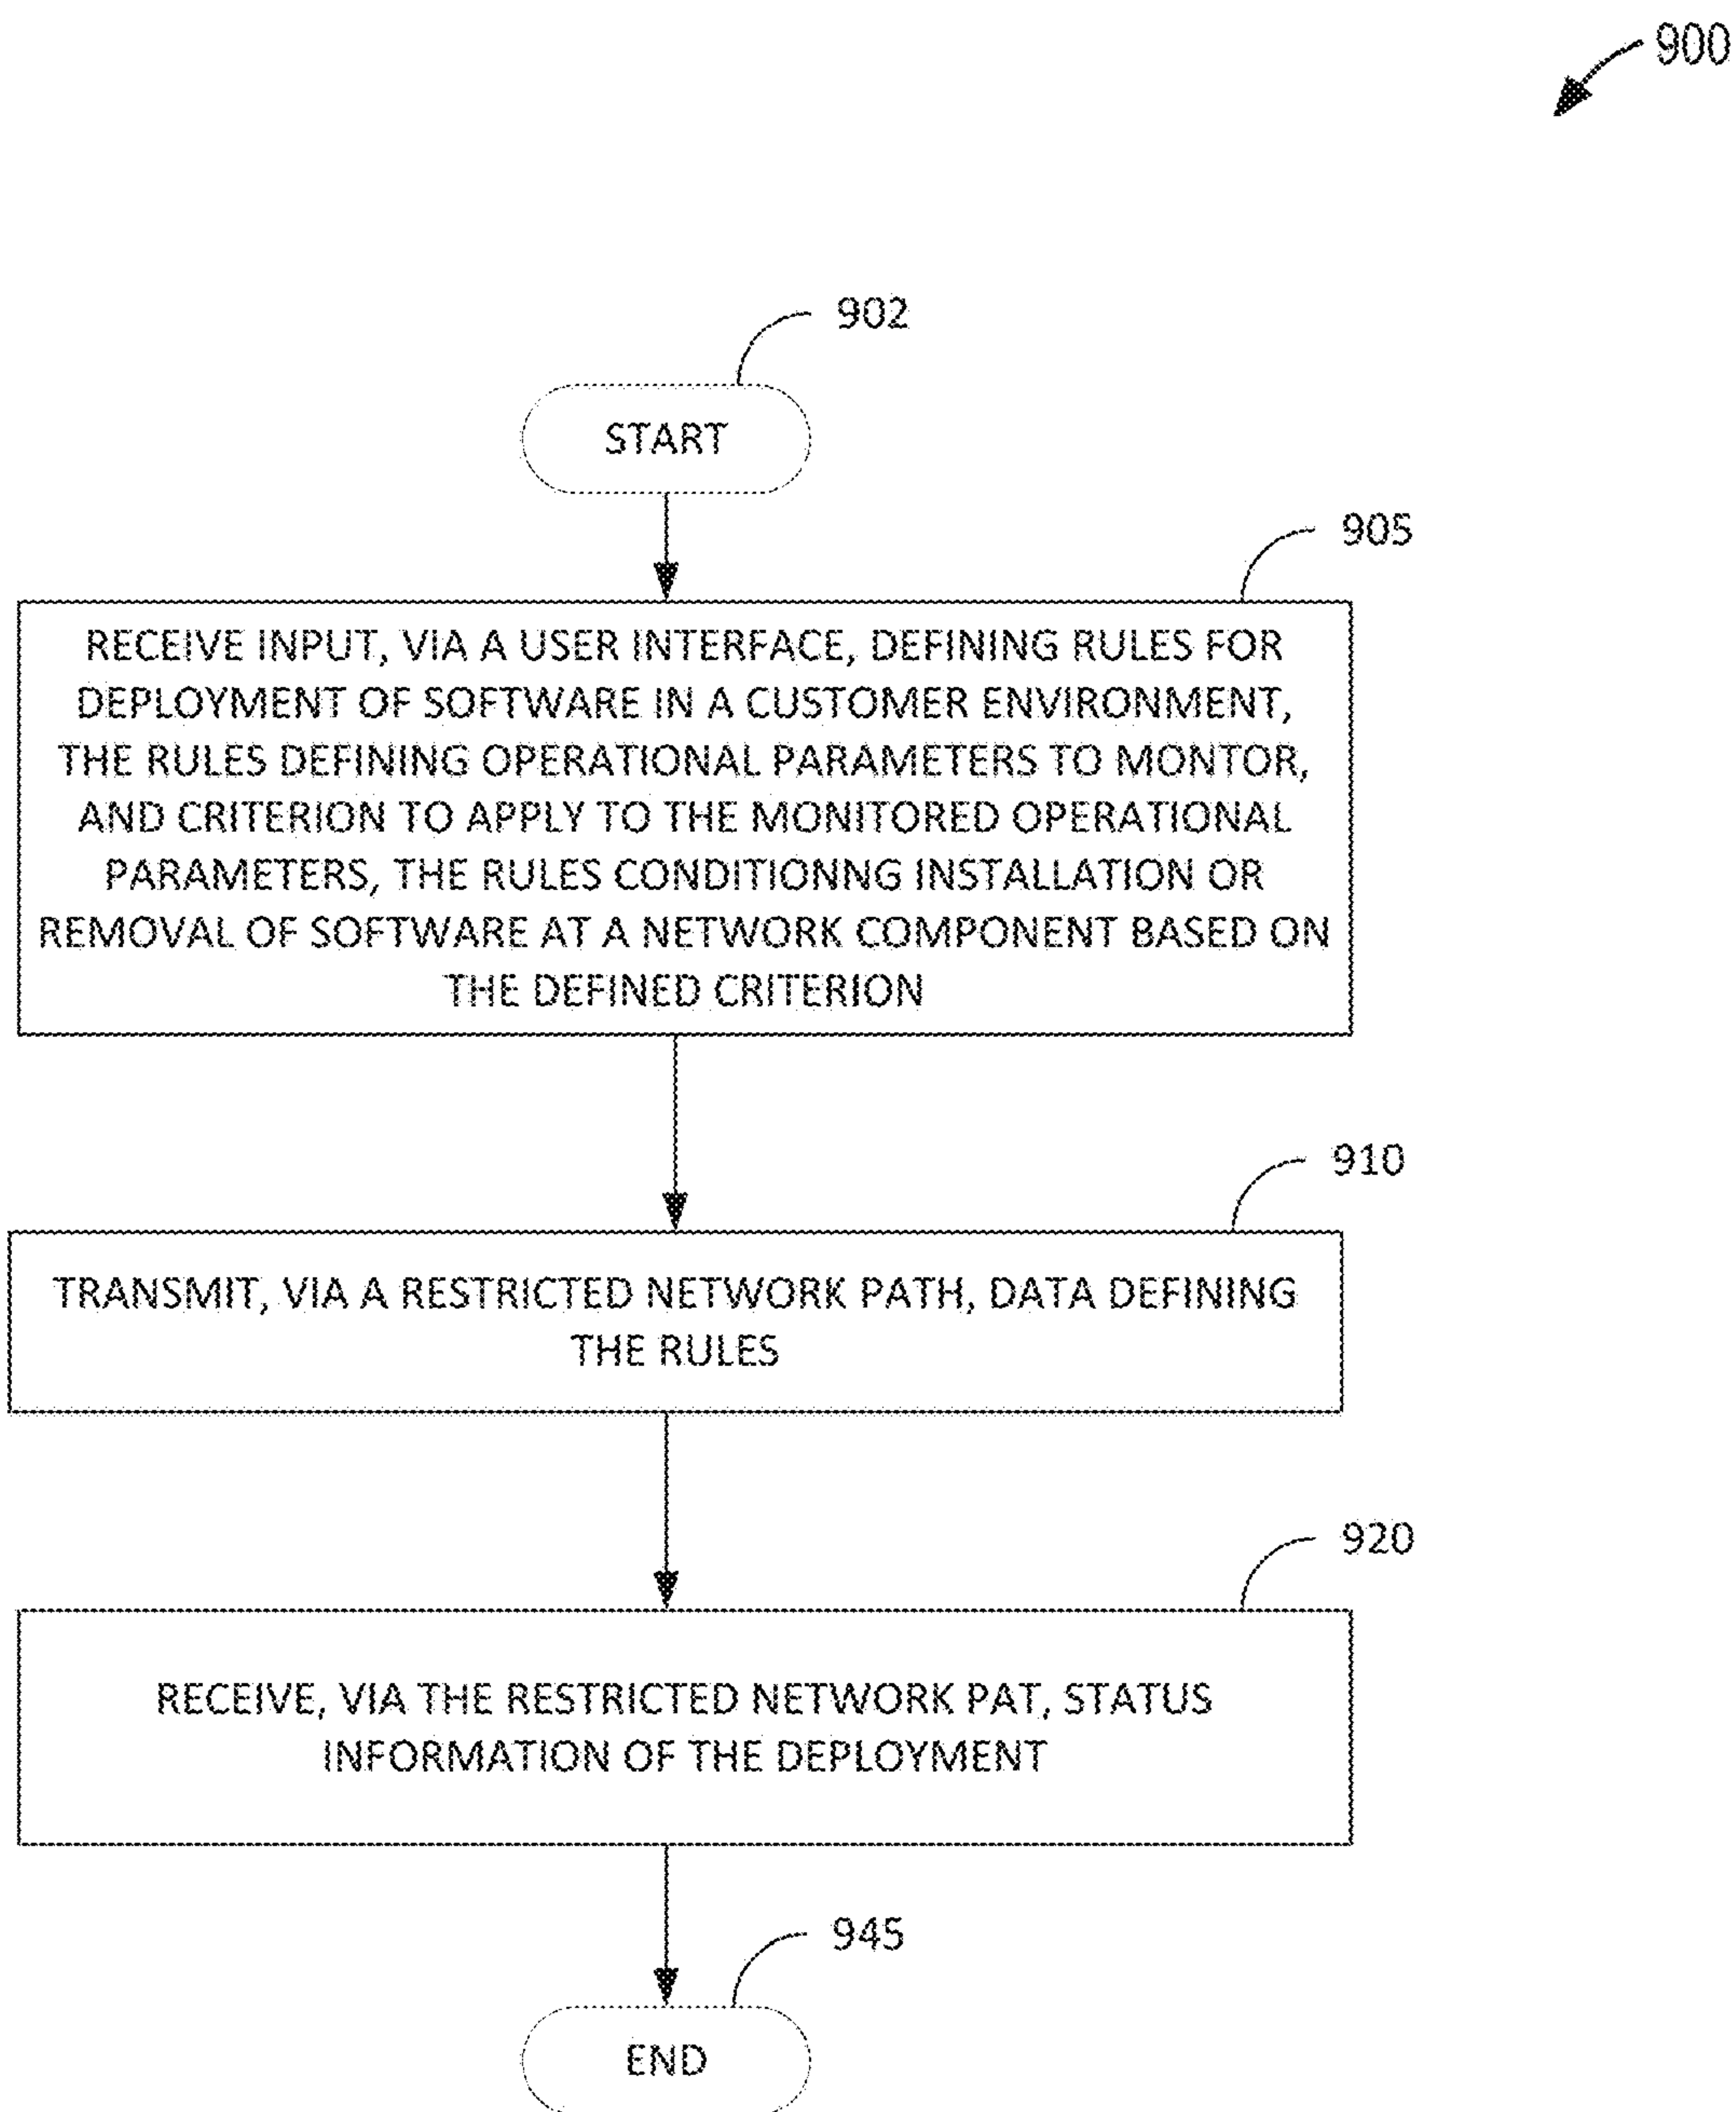 900
902
START
905
RECEIVE INPUT, VIA A USER INTERFACE, DEFINING RULES FOR
DEPLOYMENT OF SOFTWARE IN A CUSTOMER ENVIRONMENT,
THE RULES DEFINING OPERATIONAL PARAMETERS TO MONTOR,
AND CRITERION TO APPLY TO THE MONITORED OPERATIONAL
PARAMETERS, THE RULES CONDITIONNG INSTALLATION OR
REMOVAL OF SOFTWARE AT A NETWORK COMPONENT BASED ON
THE DEFINED CRITERION
910
TRANSMIT, VIA A RESTRICTED NETWORK PATH, DATA DEFINING
THE RULES
920
RECEIVE, VIA THE RESTRICTED NETWORK PAT, STATUS
INFORMATION OF THE DEPLOYMENT
945
END